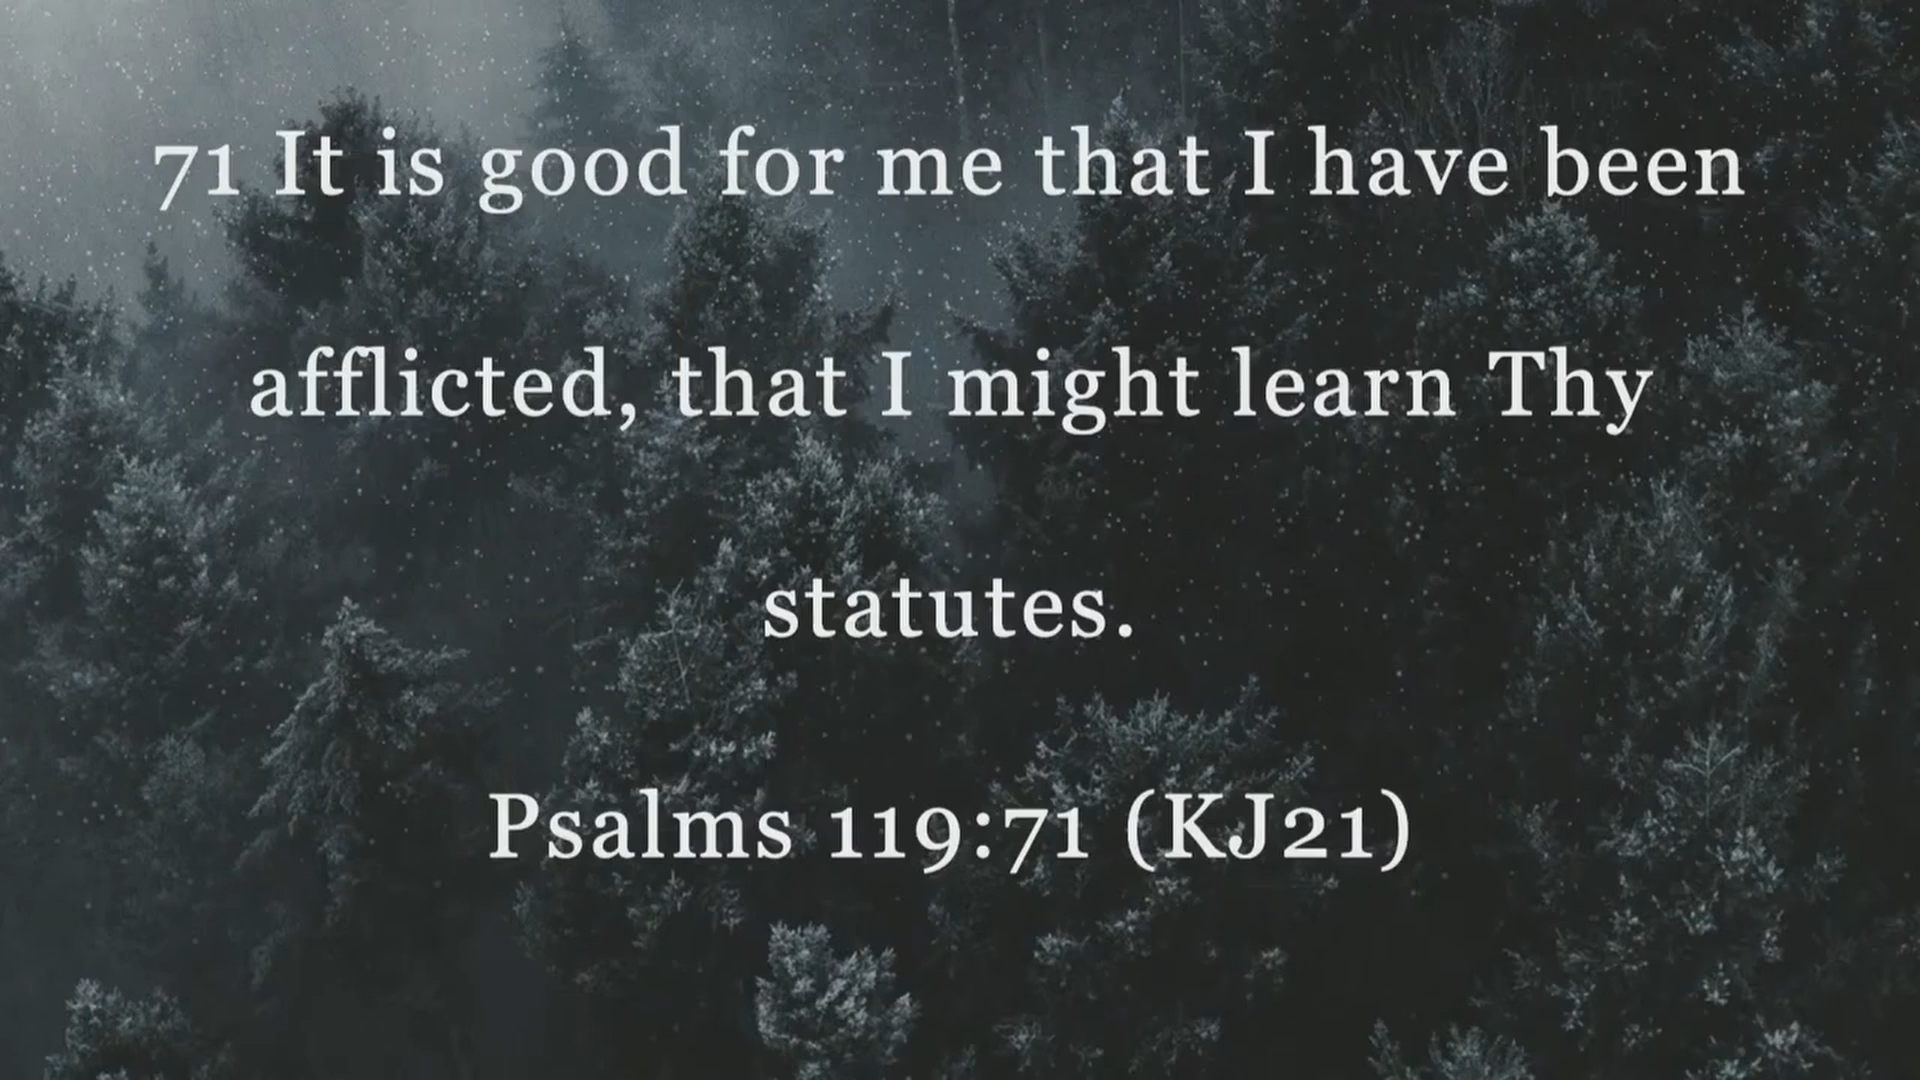 71 It is good for me that I have been
afflicted, that I might learn Thy
statutes.
Psalms 119:71 (KJ21)